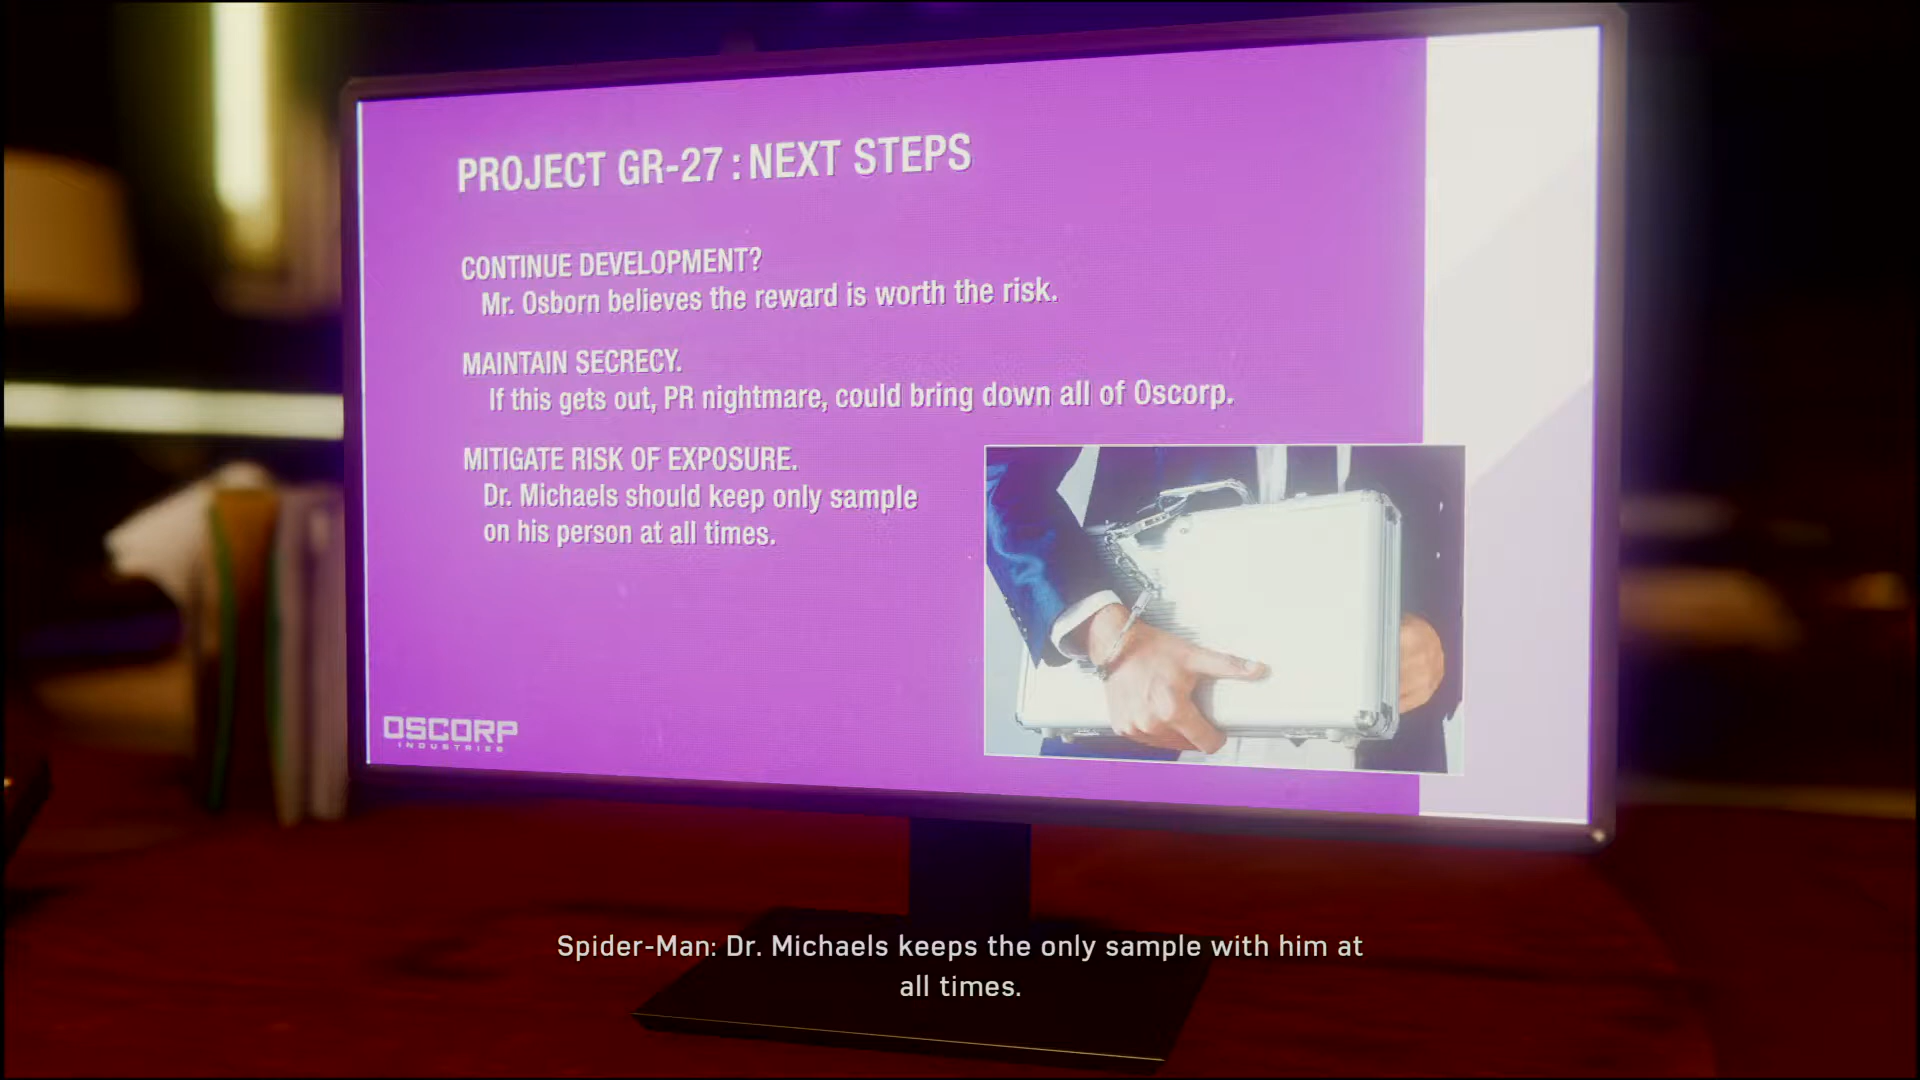 PROJECT GR-27 : NEXT STEPS
CONTINUE DEVELOPMENT?
Mr. Osborn believes the reward is worth the risk.
MAINTAIN SECRECY.
If this gets out, PR nightmare, could bring down all of Oscorp.
MITIGATE RISK OF EXPOSURE.
Dr. Michaels should keep only sample
on his person at all times.
OSCORP
INDUSTRIES
Spider-Man: Dr. Michaels keeps the only sample with him at
all times.